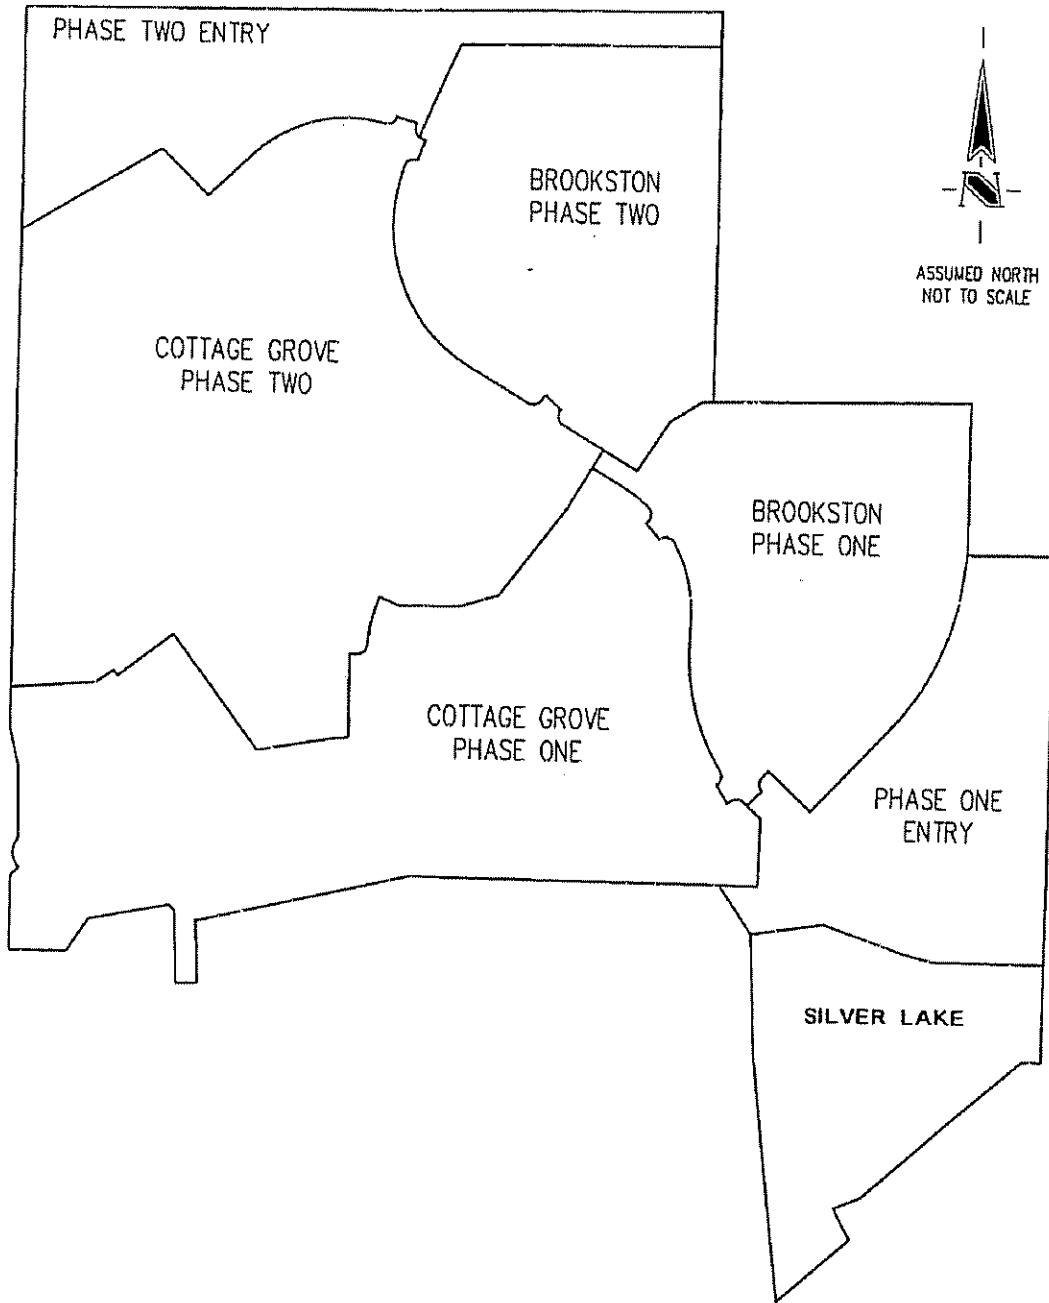 PHASE TWO ENTRY
BROOKSTON
PHASE TWO
N
ASSUMED NORTH
NOT TO SCALE
COTTAGE GROVE
PHASE TWO
BROOKSTON
PHASE ONE
COTTAGE GROVE
PHASE ONE
PHASE ONE
ENTRY
SILVER LAKE